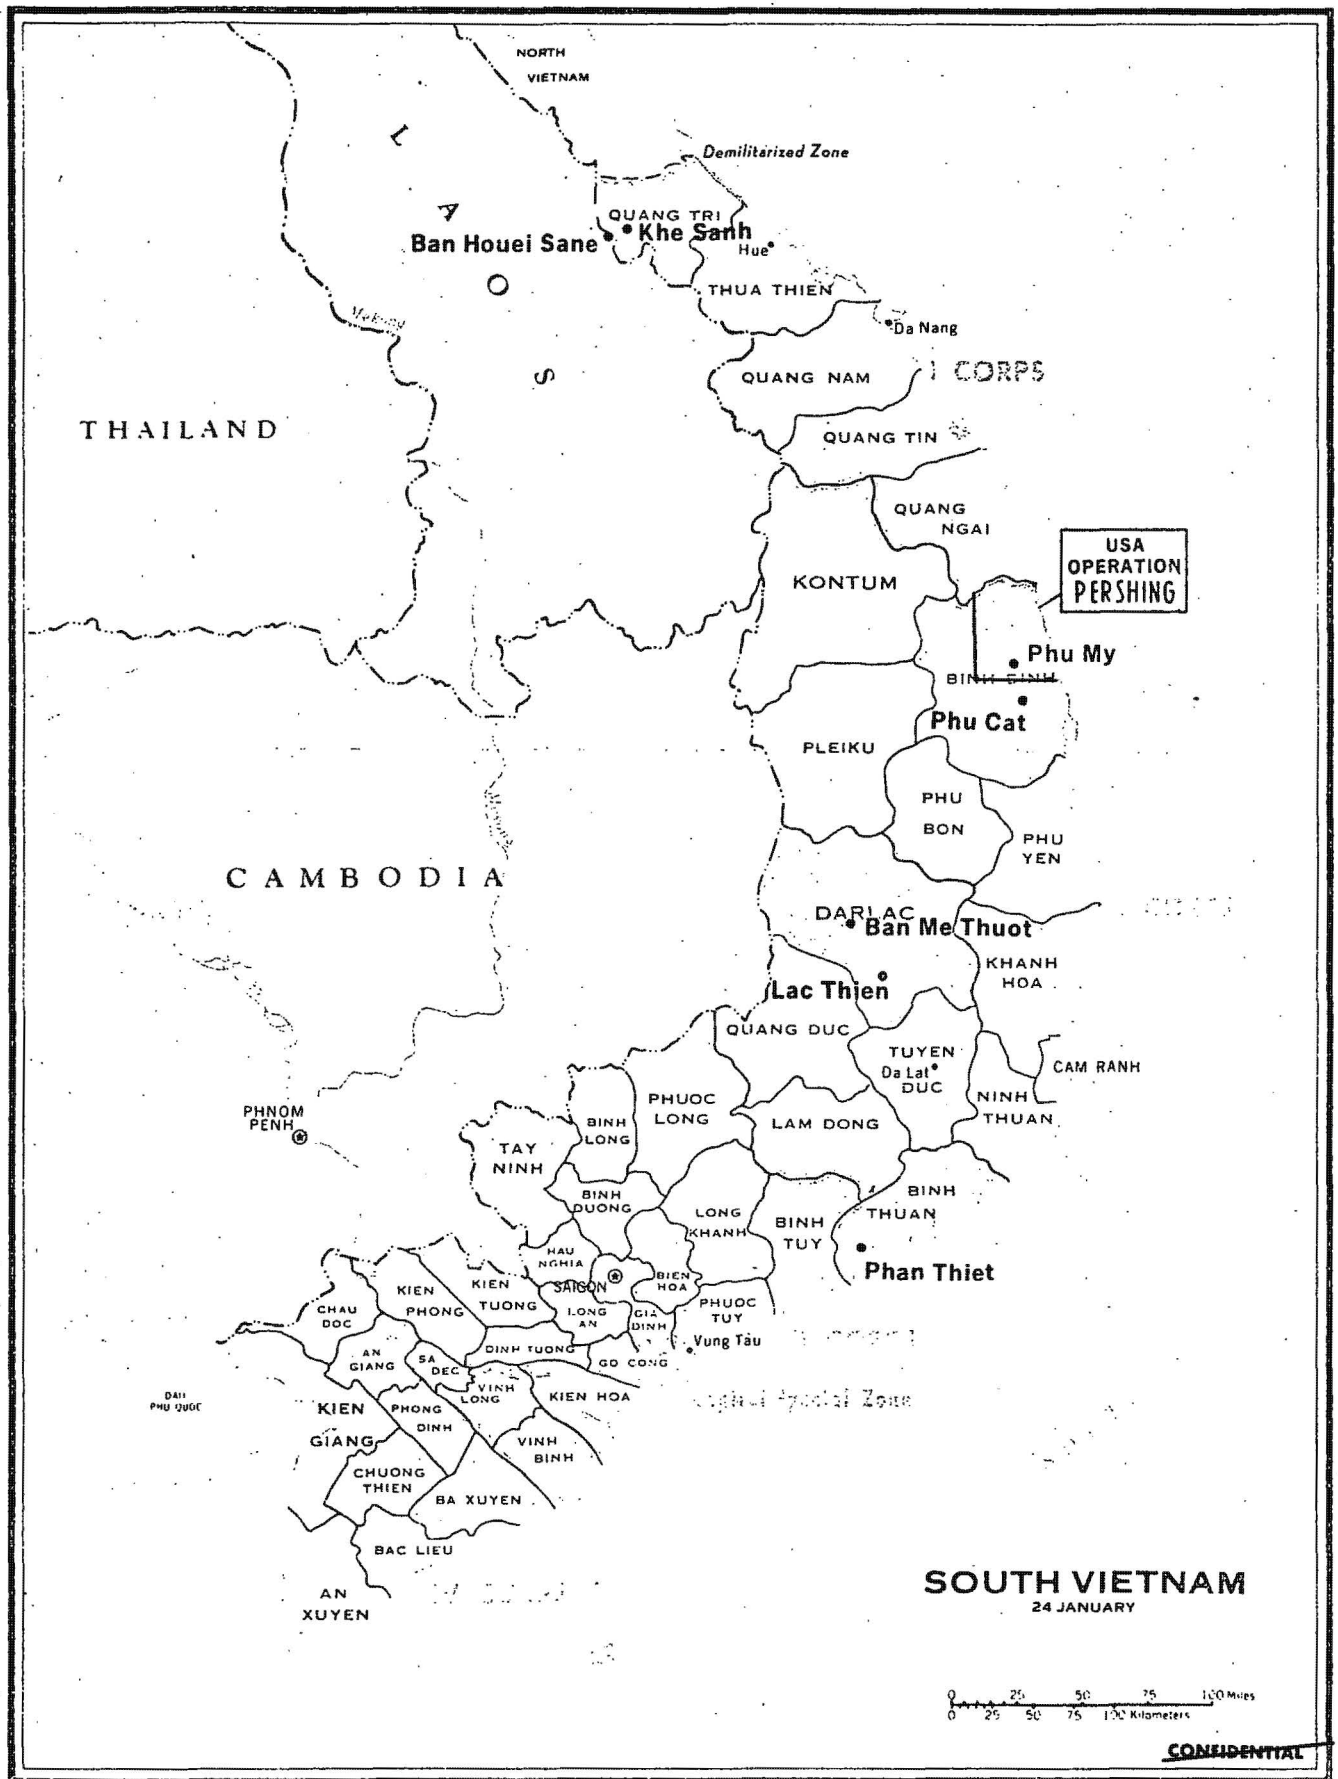 NORTH
VIETNAM
Demilitarized Zone
L A O S
QUANG TRI
Khe Sanh
Ban Houei Sane
Hue
THUA THIEN
Mekong
Da Nang
QUANG NAM
I CORPS
THAILAND
QUANG TIN
QUANG
NGAI
USA
OPERATION
PERSHING
KONTUM
Phu My
BINH DINH
Phu Cat
PLEIKU
PHU
BON
PHU
YEN
CAMBODIA
DARLAC
Ban Me Thuot
KHANH
HOA
Lac Thien
QUANG DUC
TUYEN
Da Lat
DUC
CAM RANH
NINH
THUAN
PHUOC
LONG
LAM DONG
PHNOM
PENH
BINH
LONG
TAY
NINH
BINH
DUONG
LONG
KHANH
BINH
THUAN
BINH
TUY
Phan Thiet
HAU
NGHIA
SAIGON
BIEN
HOA
KIEN
PHONG
KIEN
TUONG
LONG
AN
GIA
DINH
PHUOC
TUY
CHAU
DOC
Vung Tau
DINH TUONG
GO CONG
AN
GIANG
SA
DEC
VINH
LONG
KIEN HOA
Special Zone
DAO
PHU QUOC
KIEN
GIANG
PHONG
DINH
VINH
BINH
CHUONG
THIEN
BA XUYEN
BAC LIEU
AN
XUYEN
SOUTH VIETNAM
24 JANUARY
0 25 50 75 100 Miles
0 25 50 75 100 Kilometers
CONFIDENTIAL